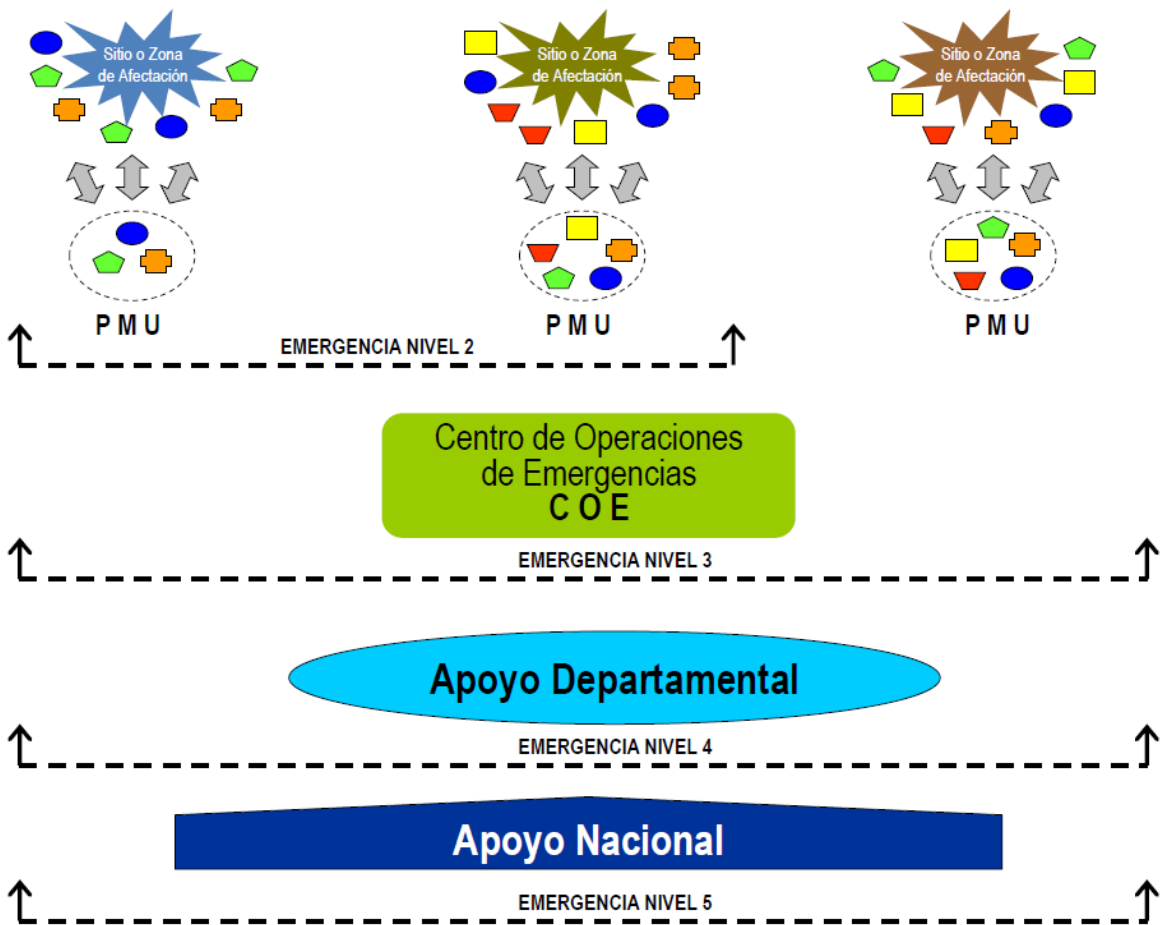 Sitio o Zona
de Afectación
Sitio o Zona
de Afectación
Sitio o Zona
de Afectación
P M U
P M U
P M U
EMERGENCIA NIVEL 2
Centro de Operaciones
de Emergencias
C O E
EMERGENCIA NIVEL 3
Apoyo Departamental
EMERGENCIA NIVEL 4
Apoyo Nacional
EMERGENCIA NIVEL 5